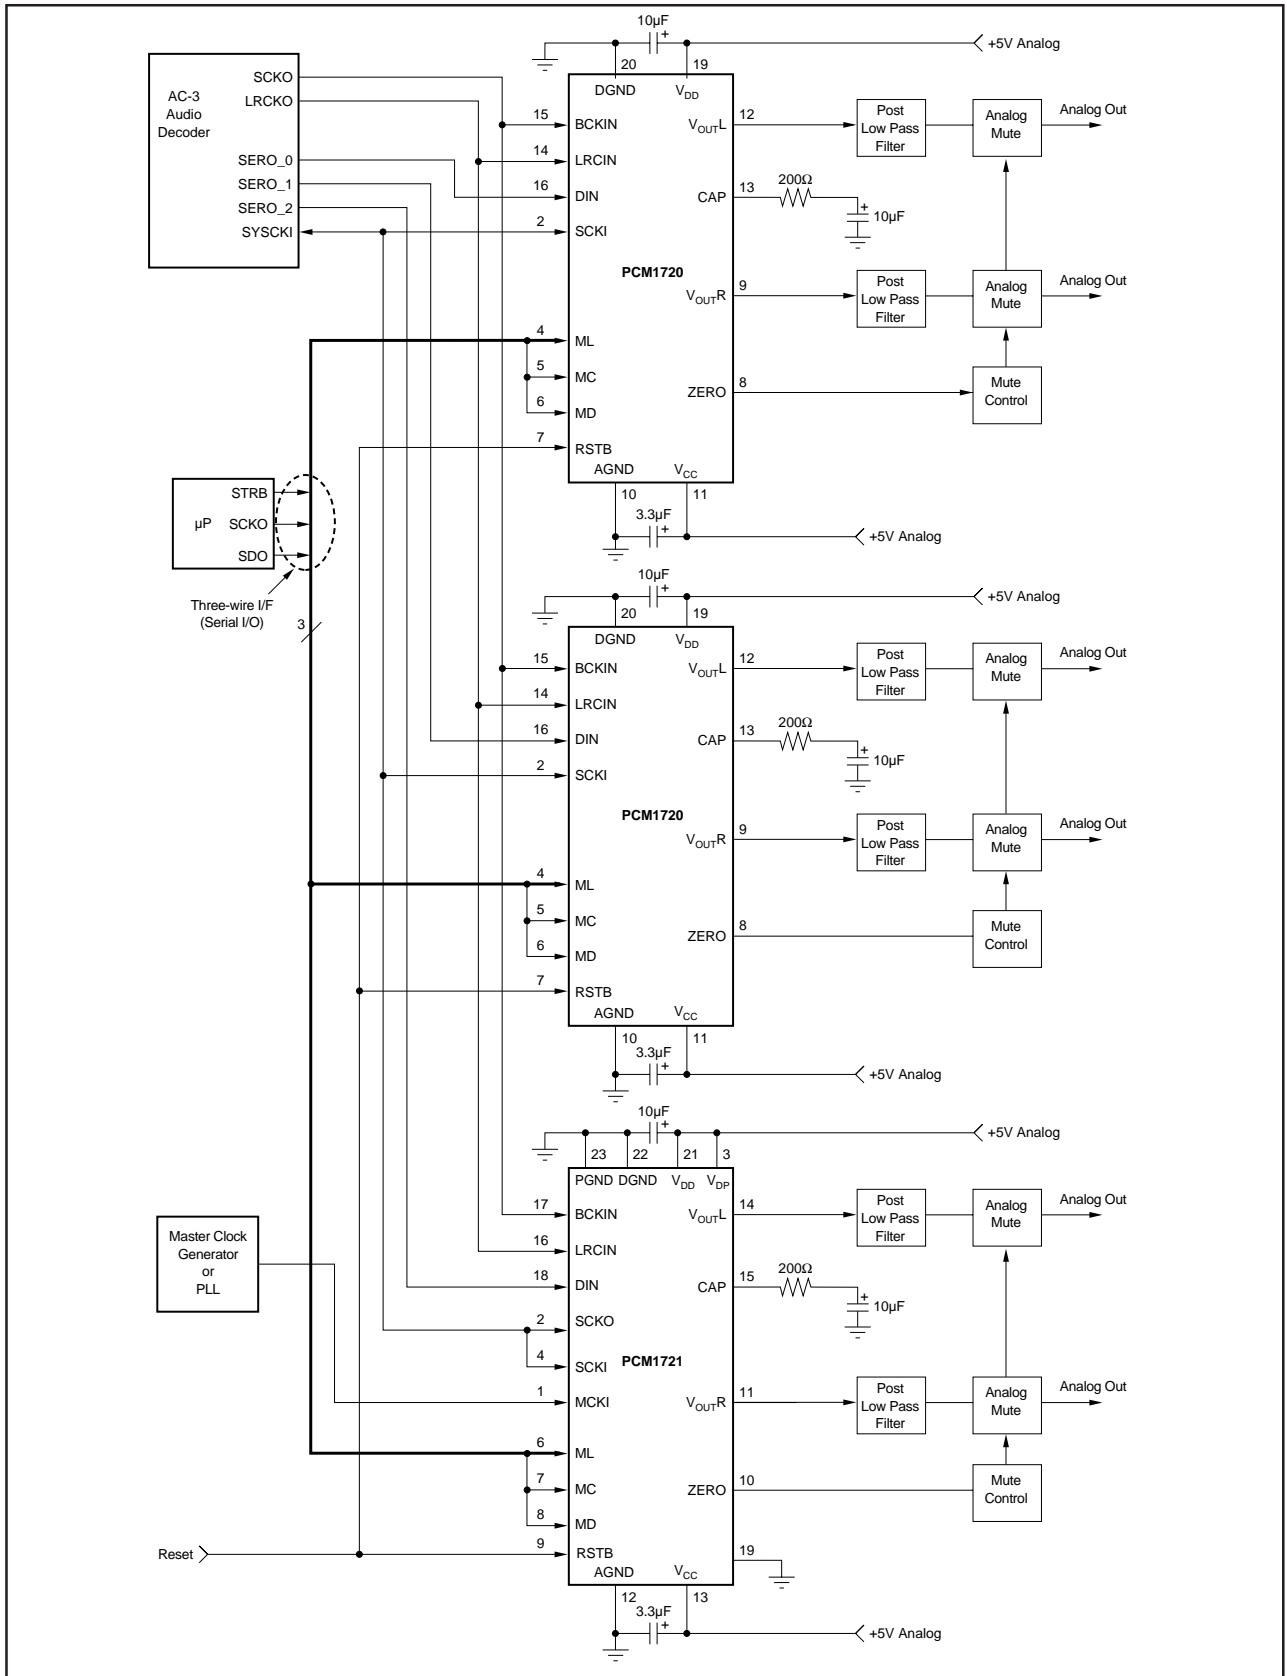 10µF
+
+5V Analog
20
19
DGND
VDD
AC-3
Audio
Decoder
SCKO
LRCKO
SERO_0
SERO_1
SERO_2
SYSCKI
15
BCKIN
14
LRCIN
16
DIN
2
SCKI
PCM1720
4
ML
5
MC
6
MD
7
RSTB
AGND
VCC
10
11
3.3µF
+
+5V Analog
VOUTL
12
Post
Low Pass
Filter
Analog
Mute
Analog Out
CAP
13
200Ω
+
10µF
VOUTR
9
Post
Low Pass
Filter
Analog
Mute
Analog Out
ZERO
8
Mute
Control
STRB
µP
SCKO
SDO
Three-wire I/F
(Serial I/O)
3
10µF
+
+5V Analog
20
19
DGND
VDD
15
BCKIN
14
LRCIN
16
DIN
2
SCKI
PCM1720
4
ML
5
MC
6
MD
7
RSTB
AGND
VCC
10
11
3.3µF
+
+5V Analog
VOUTL
12
Post
Low Pass
Filter
Analog
Mute
Analog Out
CAP
13
200Ω
+
10µF
VOUTR
9
Post
Low Pass
Filter
Analog
Mute
Analog Out
ZERO
8
Mute
Control
10µF
+
+5V Analog
23
22
21
3
PGND
DGND
VDD
VDP
Master Clock
Generator
or
PLL
17
BCKIN
16
LRCIN
18
DIN
2
SCKO
4
SCKI
PCM1721
1
MCKI
6
ML
7
MC
8
MD
Reset
9
RSTB
AGND
VCC
12
13
3.3µF
+
+5V Analog
VOUTL
14
Post
Low Pass
Filter
Analog
Mute
Analog Out
CAP
15
200Ω
+
10µF
VOUTR
11
Post
Low Pass
Filter
Analog
Mute
Analog Out
ZERO
10
Mute
Control
19